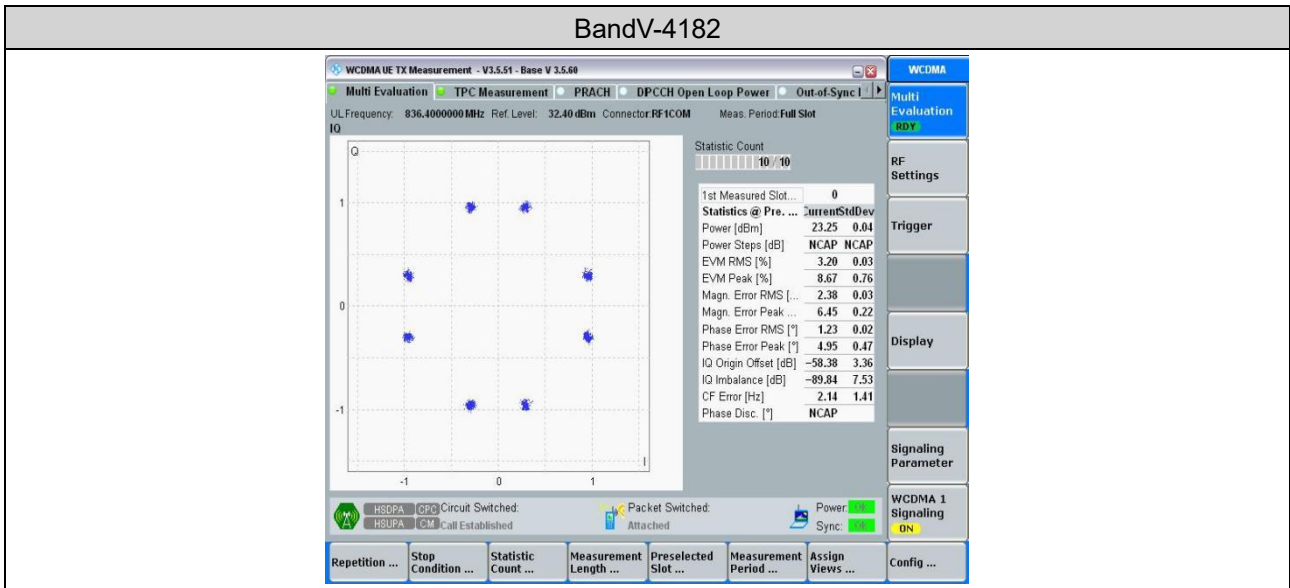 BandV-4182
WCDMA UE TX Measurement - V3.5.51 - Base V 3.5.60
WCDMA
Multi Evaluation TPC Measurement PRACH DPCCH Open Loop Power Out-of-Sync
Multi Evaluation
RDY
UL Frequency: 836.4000000 MHz Ref. Level: 32.40 dBm Connector: RF1COM Meas. Period: Full Slot
IQ
Q
1
0
-1
-1 0 1
I
Statistic Count
10 / 10
1st Measured Slot... 0
Statistics @ Pre. ... Current StdDev
Power [dBm] 23.25 0.04
Power Steps [dB] NCAP NCAP
EVM RMS [%] 3.20 0.03
EVM Peak [%] 8.67 0.76
Magn. Error RMS [... 2.38 0.03
Magn. Error Peak ... 6.45 0.22
Phase Error RMS [°] 1.23 0.02
Phase Error Peak [°] 4.95 0.47
IQ Origin Offset [dB] -58.38 3.36
IQ Imbalance [dB] -89.84 7.53
CF Error [Hz] 2.14 1.41
Phase Disc. [°] NCAP
RF
Settings
Trigger
Display
Signaling
Parameter
WCDMA 1
Signaling
ON
HSDPA CPC Circuit Switched: Packet Switched: Power: OK
HSUPA CM Call Established Attached Sync: OK
Repetition ...
Stop
Condition ...
Statistic
Count ...
Measurement
Length ...
Preselected
Slot ...
Measurement
Period ...
Assign
Views ...
Config ...